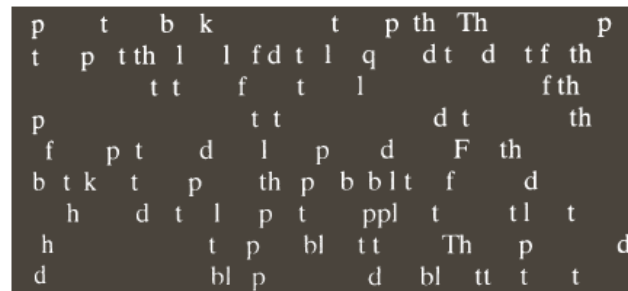 p t b k t p th Th p
t p t th l l f d t l q d t d t f th
t t f t l f th
p t t d t th
f p t d l p d F th
b t k t p th p b b l t f d
h d t l p t ppl t t l t
h t p bl t t Th p d
d bl p d bl tt t t